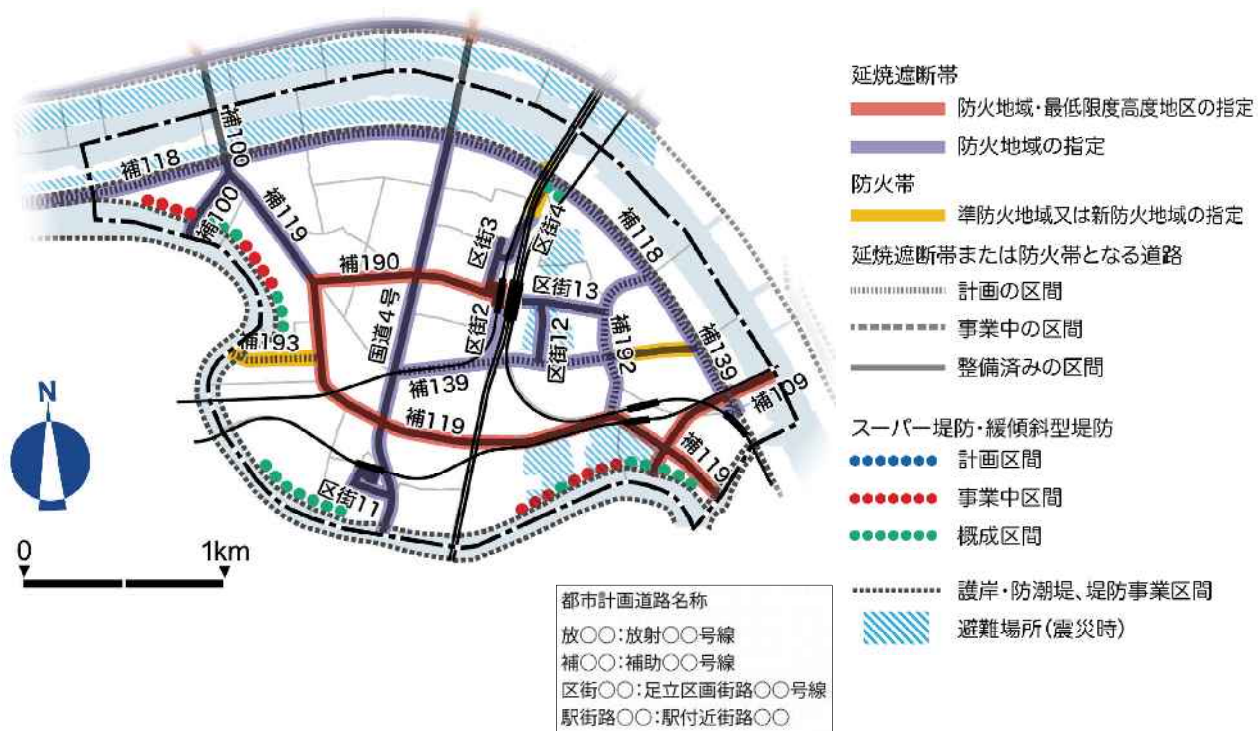 補118
補100
補100
補119
補190
区街3
区街4
国道4号
区街2
区街13
区街12
補118
補192
補139
補193
補139
補119
補109
補119
区街11
N
0
1km
延焼遮断帯
防火地域・最低限度高度地区の指定
防火地域の指定
防火帯
準防火地域又は新防火地域の指定
延焼遮断帯または防火帯となる道路
計画の区間
事業中の区間
整備済みの区間
スーパー堤防・緩傾斜型堤防
計画区間
事業中区間
概成区間
護岸・防潮堤、堤防事業区間
避難場所(震災時)
都市計画道路名称
放○○:放射○○号線
補○○:補助○○号線
区街○○:足立区画街路○○号線
駅街路○○:駅付近街路○○